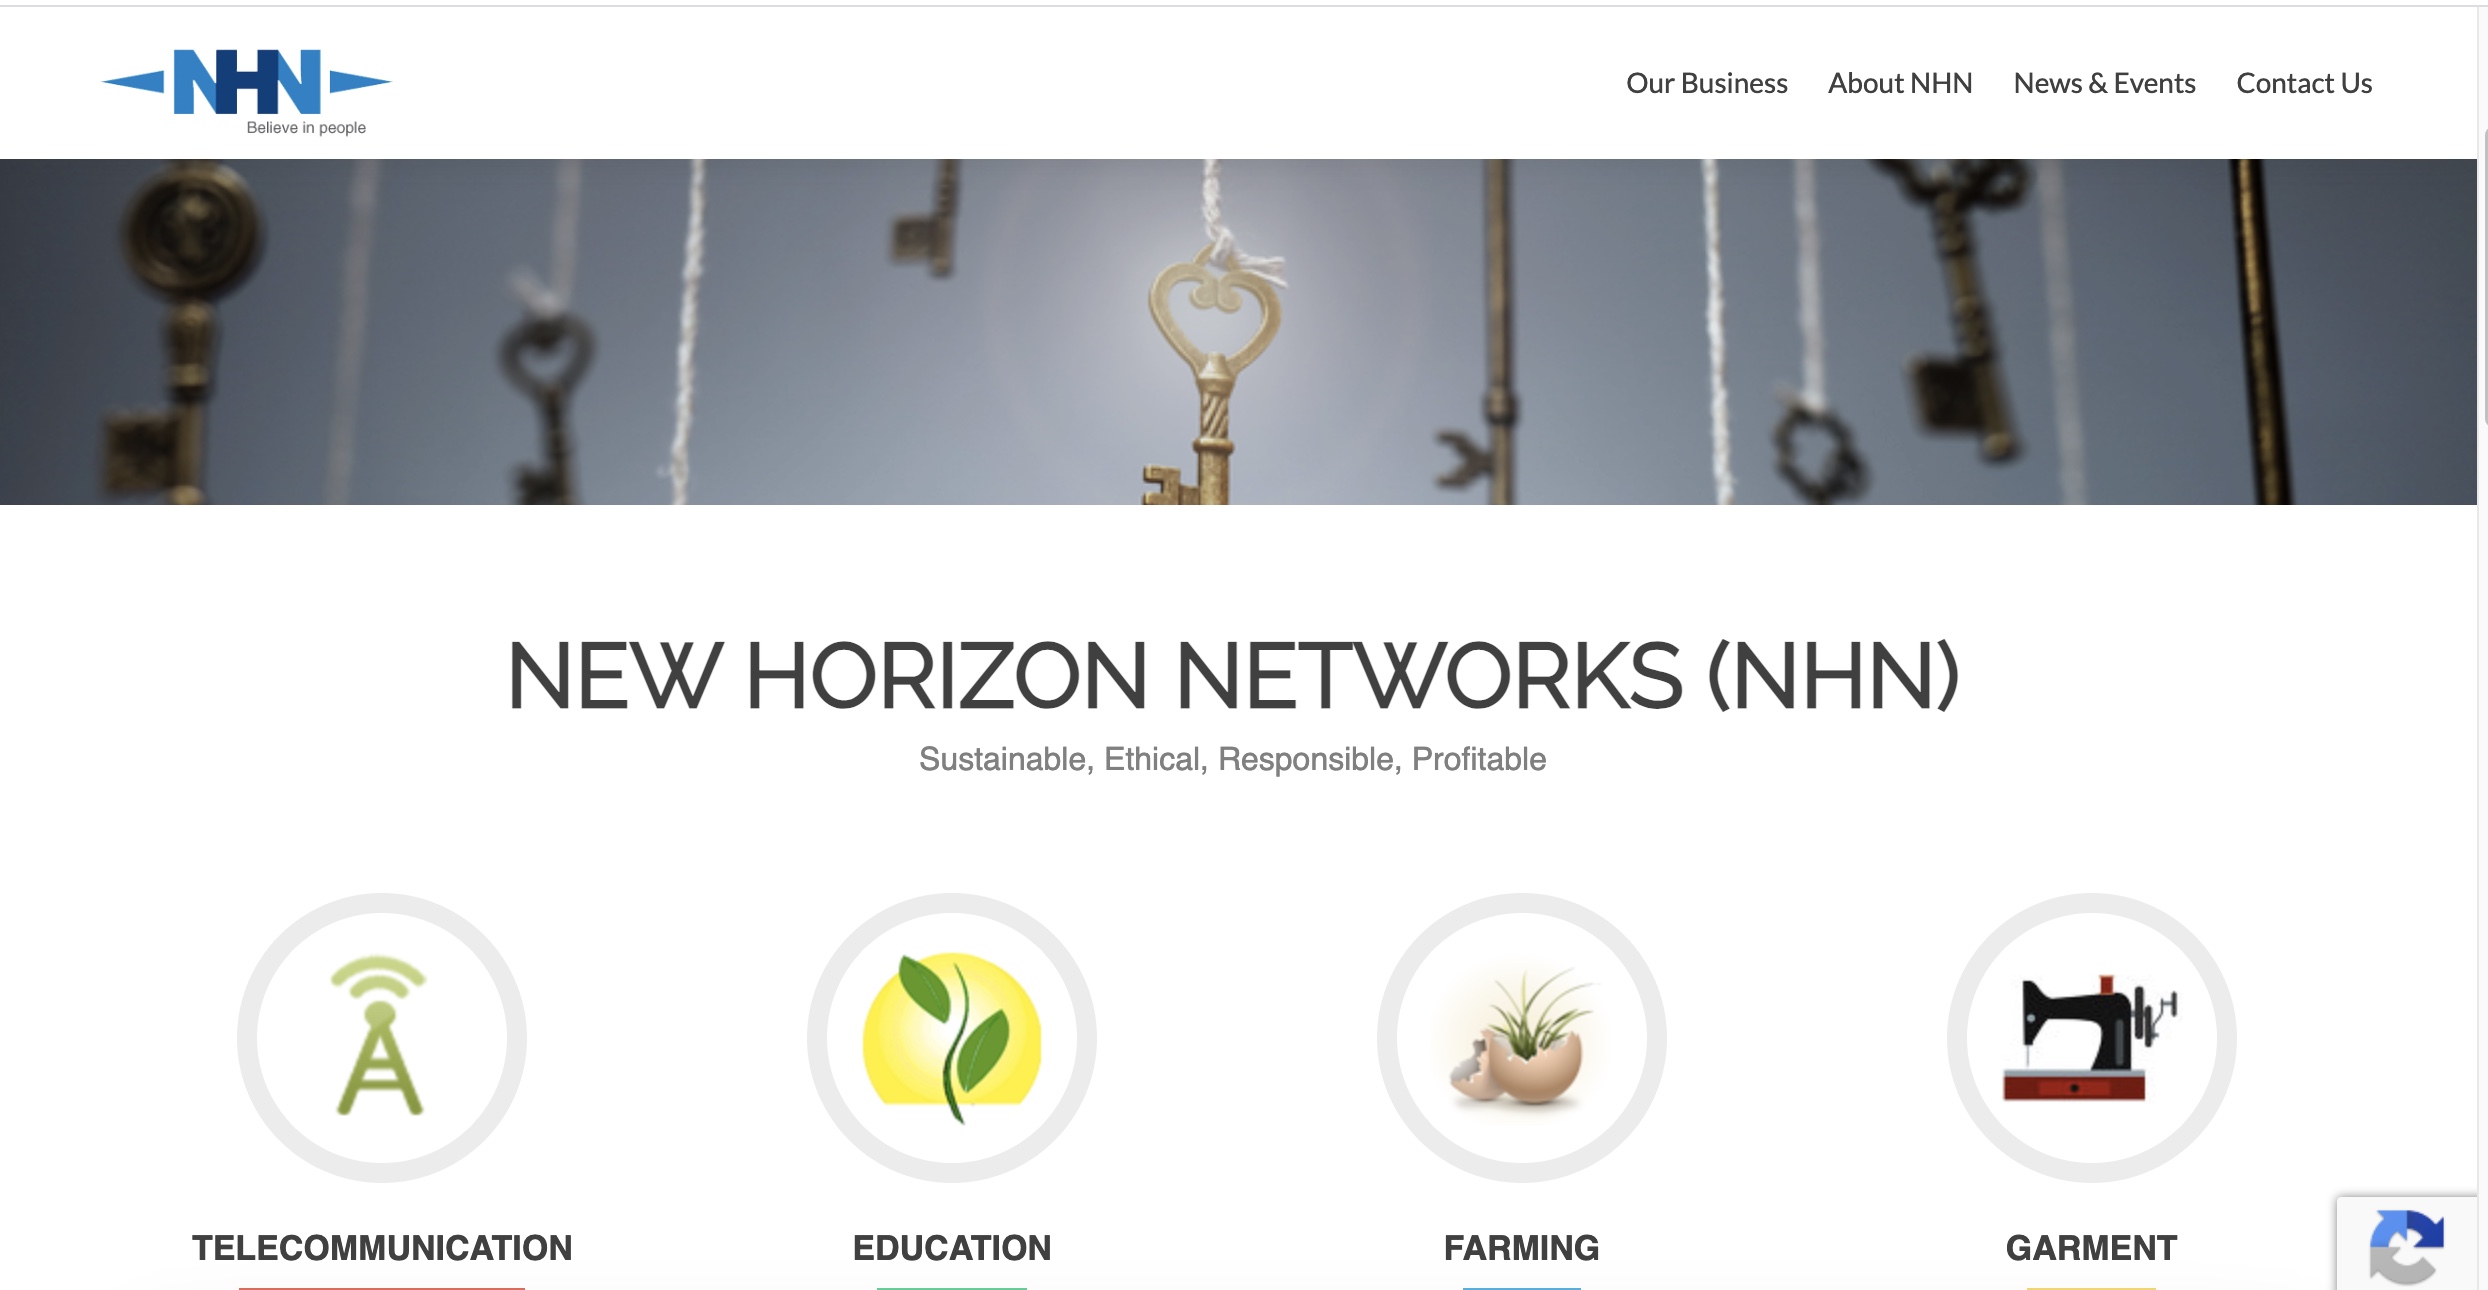 NHN
Believe in people
Our Business
About NHN
News & Events
Contact Us
NEW HORIZON NETWORKS (NHN)
Sustainable, Ethical, Responsible, Profitable
TELECOMMUNICATION
EDUCATION
FARMING
GARMENT